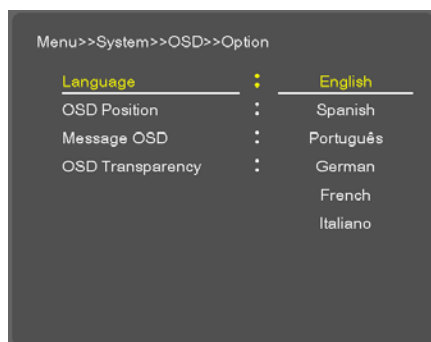 Menu>>System>>OSD>>Option
Language : English
OSD Position : Spanish
Message OSD : Português
OSD Transparency : German
French
Italiano